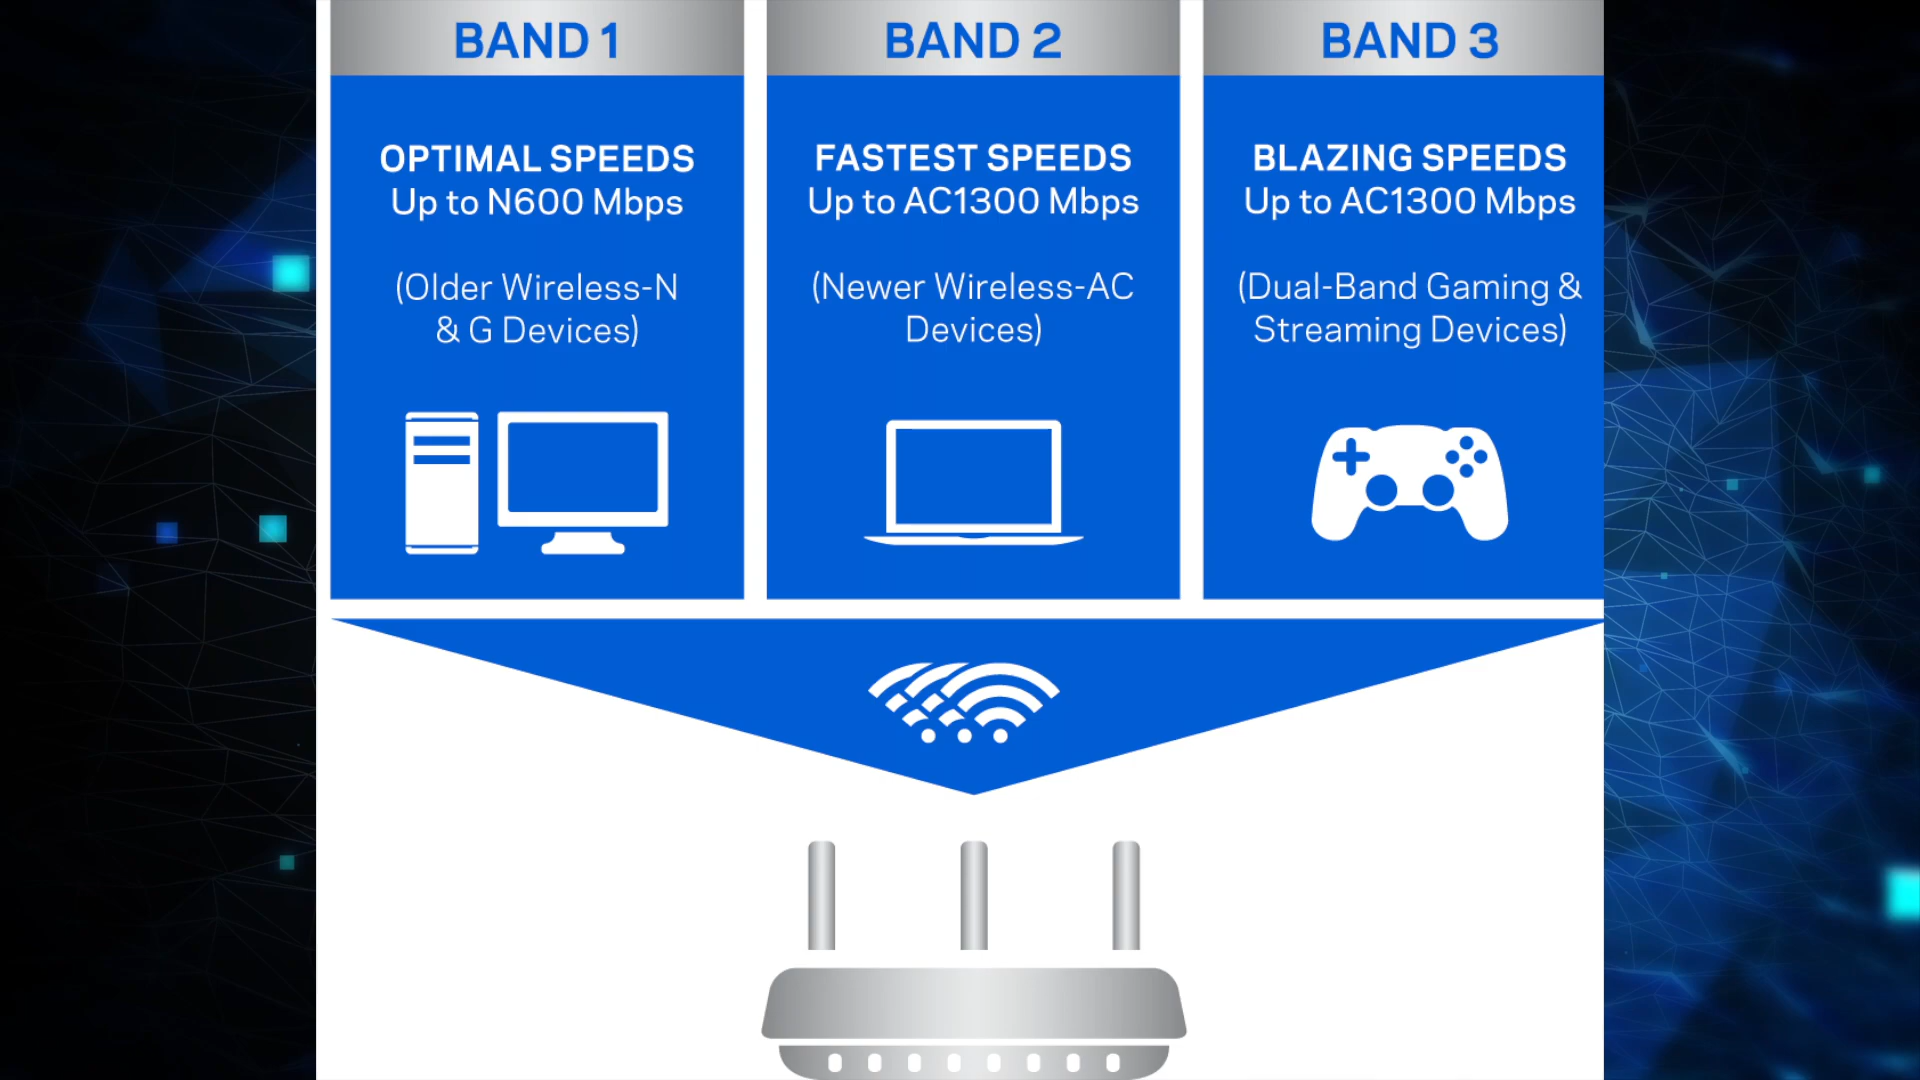 BAND 1
OPTIMAL SPEEDS
Up to N600 Mbps
(Older Wireless-N
& G Devices)
BAND 2
FASTEST SPEEDS
Up to AC1300 Mbps
(Newer Wireless-AC
Devices)
BAND 3
BLAZING SPEEDS
Up to AC1300 Mbps
(Dual-Band Gaming &
Streaming Devices)